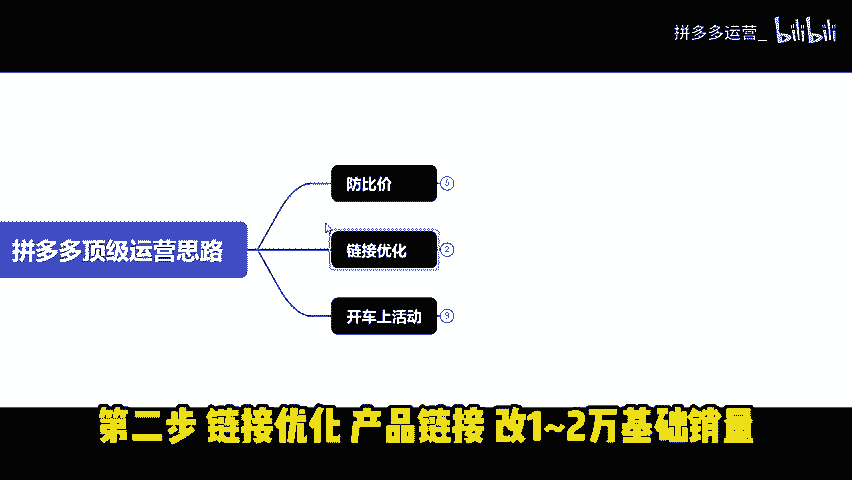 拼多多运营_ bilibili
防比价 5
拼多多顶级运营思路
链接优化 2
开车上活动 9
第二步 链接优化 产品链接 改1~2万基础销量